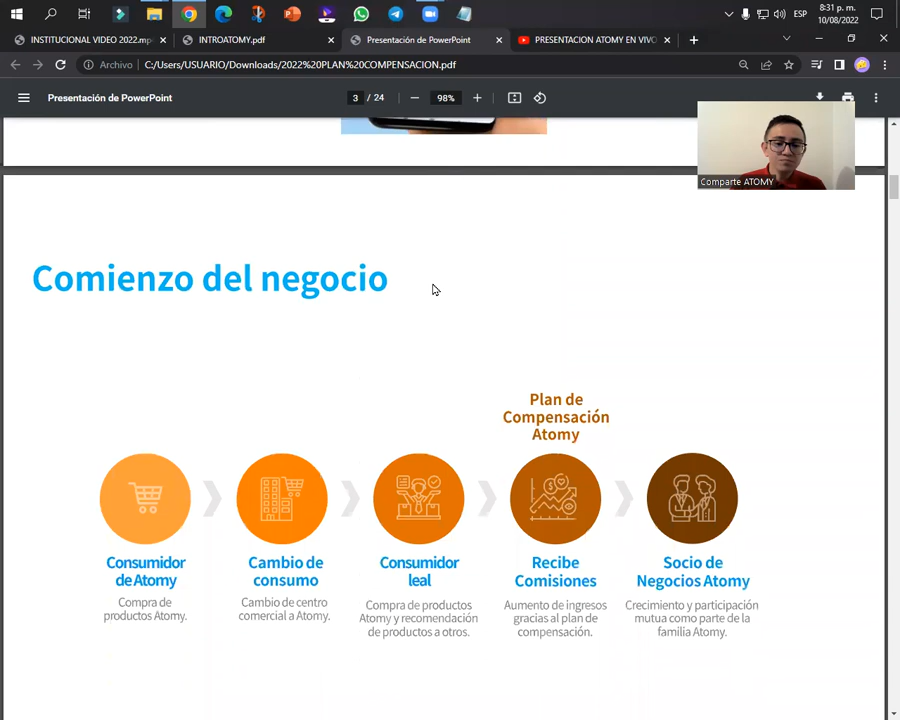 8:31 p. m.
ESP
10/08/2022
INSTITUCIONAL VIDEO 2022.mp
INTROATOMY.pdf
Presentación de PowerPoint
PRESENTACION ATOMY EN VIVO
Archivo
C:/Users/USUARIO/Downloads/2022%20PLAN%20COMPENSACION.pdf
Presentación de PowerPoint
3 / 24
98%
Comparte ATOMY
Comienzo del negocio
Plan de
Compensación
Atomy
Consumidor
de Atomy
Compra de
productos Atomy.
Cambio de
consumo
Cambio de centro
comercial a Atomy.
Consumidor
leal
Compra de productos
Atomy y recomendación
de productos a otros.
Recibe
Comisiones
Aumento de ingresos
gracias al plan de
compensación.
Socio de
Negocios Atomy
Crecimiento y participación
mutua como parte de la
familia Atomy.